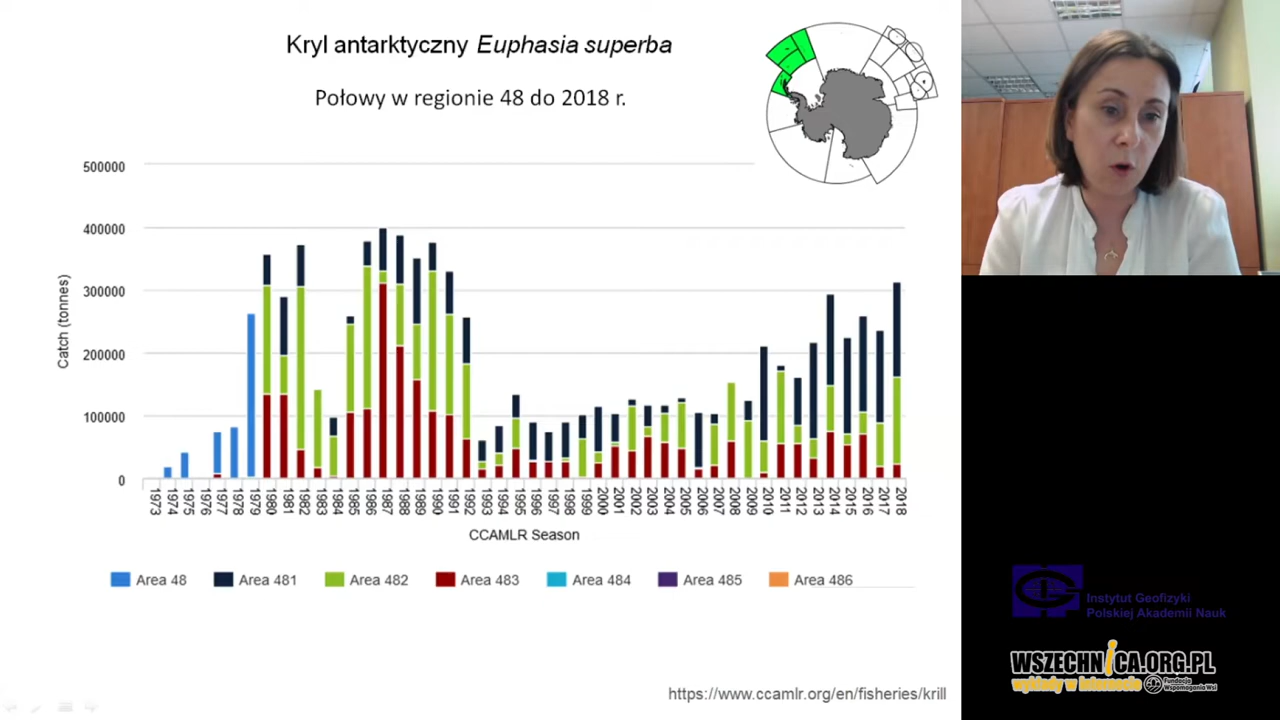 Kryl antarktyczny Euphasia superba
Połowy w regionie 48 do 2018 r.
500000
400000
300000
200000
100000
0
Catch (tonnes)
1973 1974 1975 1976 1977 1978 1979 1980 1981 1982 1983 1984 1985 1986 1987 1988 1989 1990 1991 1992 1993 1994 1995 1996 1997 1998 1999 2000 2001 2002 2003 2004 2005 2006 2007 2008 2009 2010 2011 2012 2013 2014 2015 2016 2017 2018
CCAMLR Season
Area 48 Area 481 Area 482 Area 483 Area 484 Area 485 Area 486
https://www.ccamlr.org/en/fisheries/krill
Instytut Geofizyki
Polskiej Akademii Nauk
WSZECHNICA.ORG.PL
wykłady w internecie
Fundacja
Wspomagania Wsi